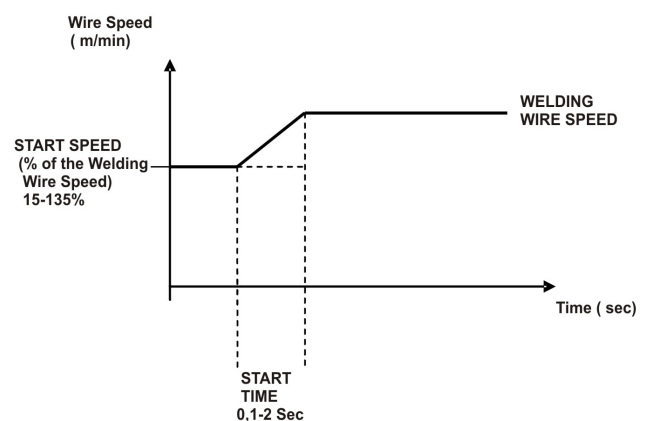 Wire Speed
( m/min)
WELDING
WIRE SPEED
START SPEED
(% of the Welding
Wire Speed)
15-135%
Time ( sec)
START
TIME
0,1-2 Sec